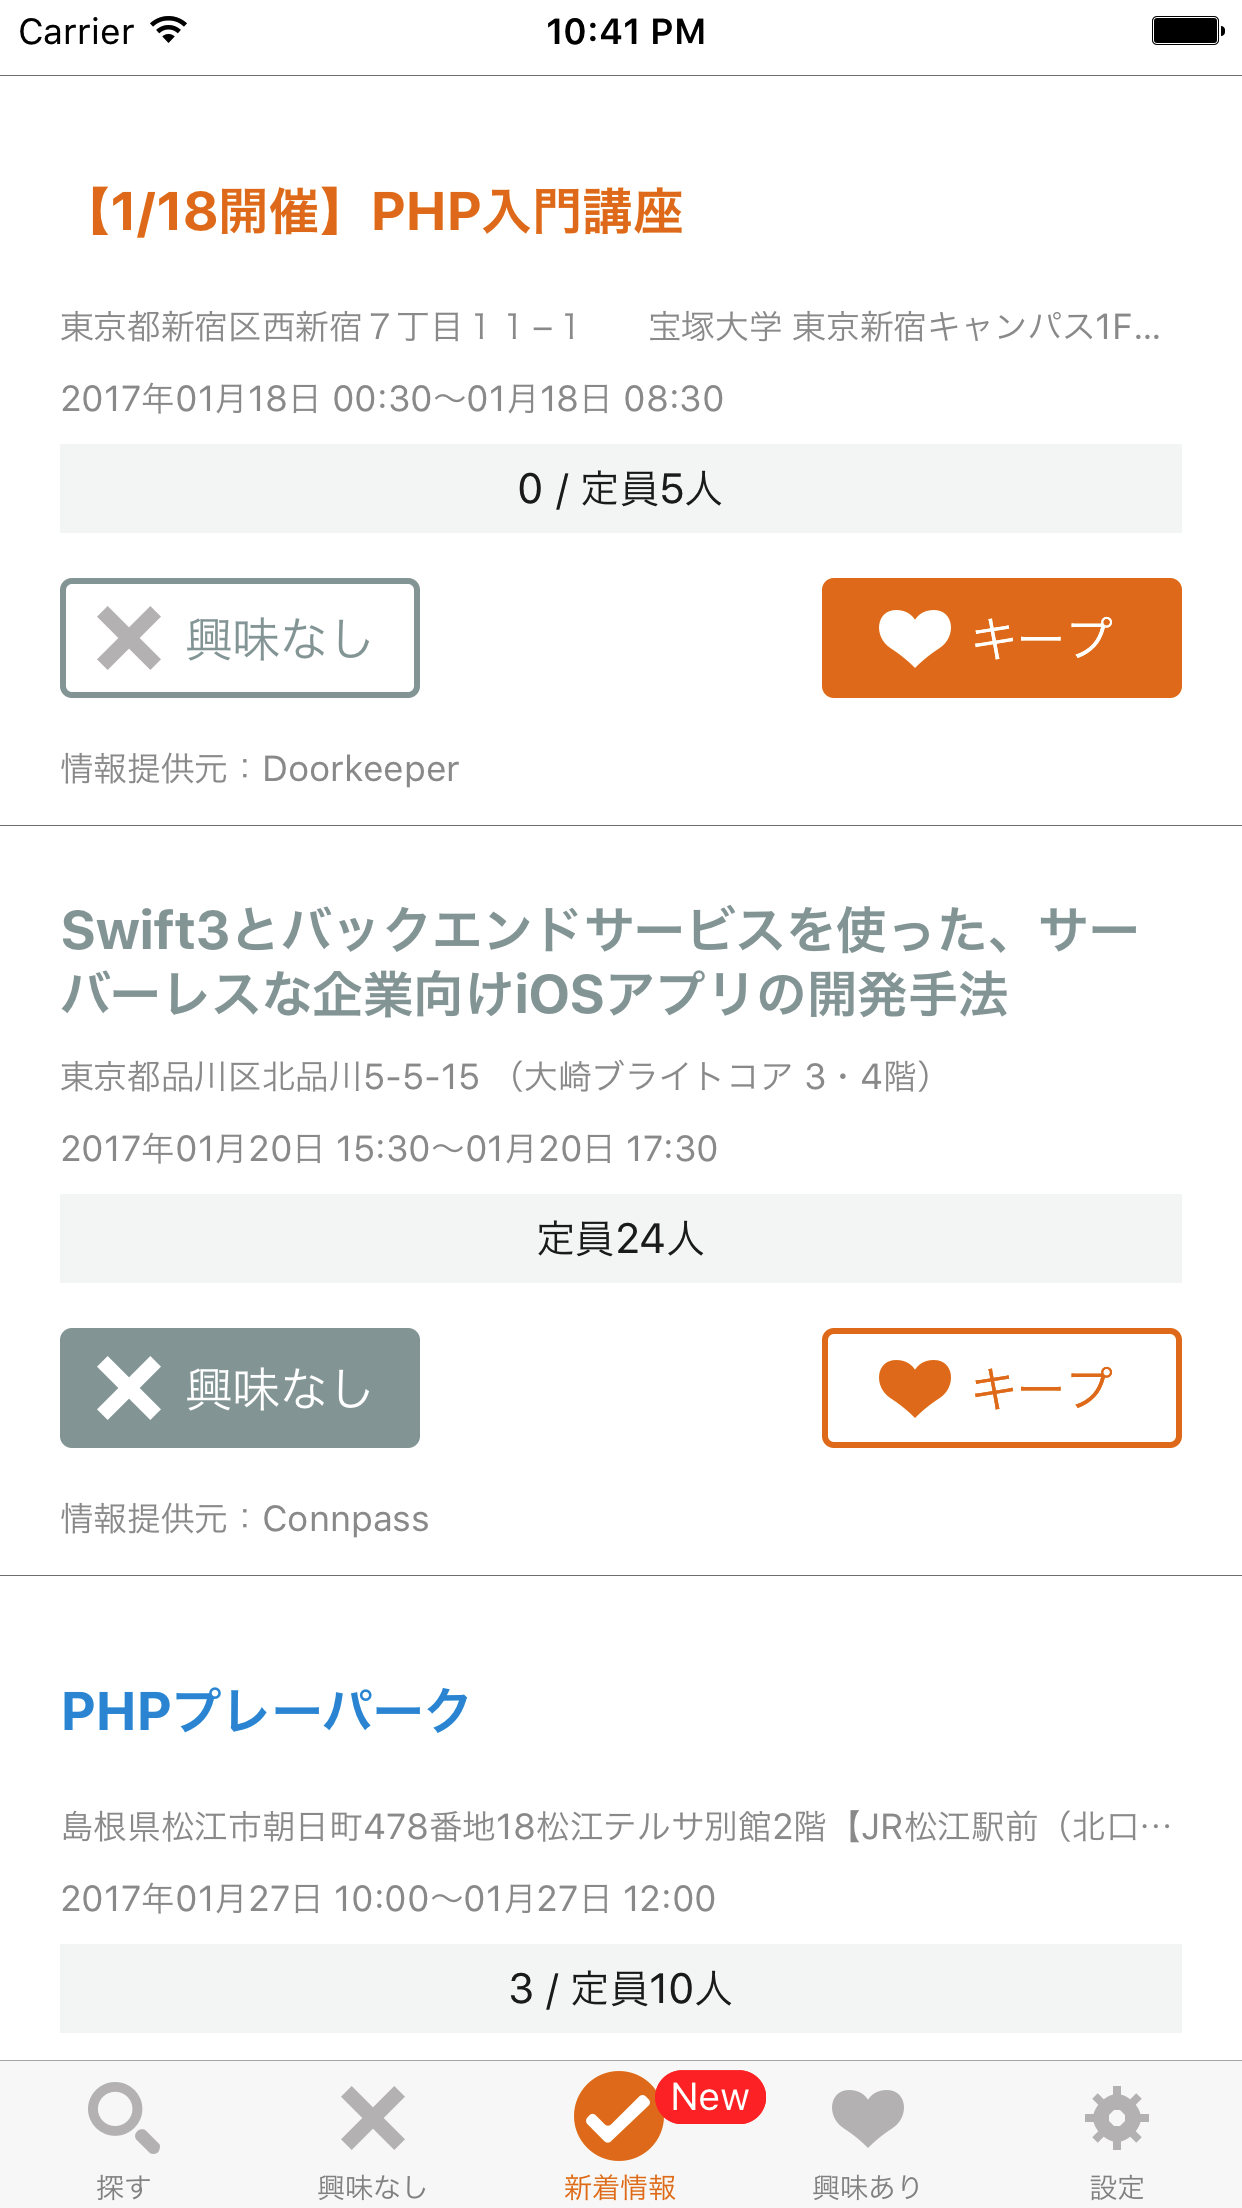 Carrier 10:41 PM
【1/18開催】PHP入門講座
東京都新宿区西新宿７丁目１１−１　　宝塚大学 東京新宿キャンパス1F...
2017年01月18日 00:30〜01月18日 08:30
0 / 定員5人
興味なし キープ
情報提供元：Doorkeeper
Swift3とバックエンドサービスを使った、サー
バーレスな企業向けiOSアプリの開発手法
東京都品川区北品川5-5-15 （大崎ブライトコア 3・4階）
2017年01月20日 15:30〜01月20日 17:30
定員24人
興味なし キープ
情報提供元：Connpass
PHPプレーパーク
島根県松江市朝日町478番地18松江テルサ別館2階【JR松江駅前（北口…
2017年01月27日 10:00〜01月27日 12:00
3 / 定員10人
New
探す 興味なし 新着情報 興味あり 設定